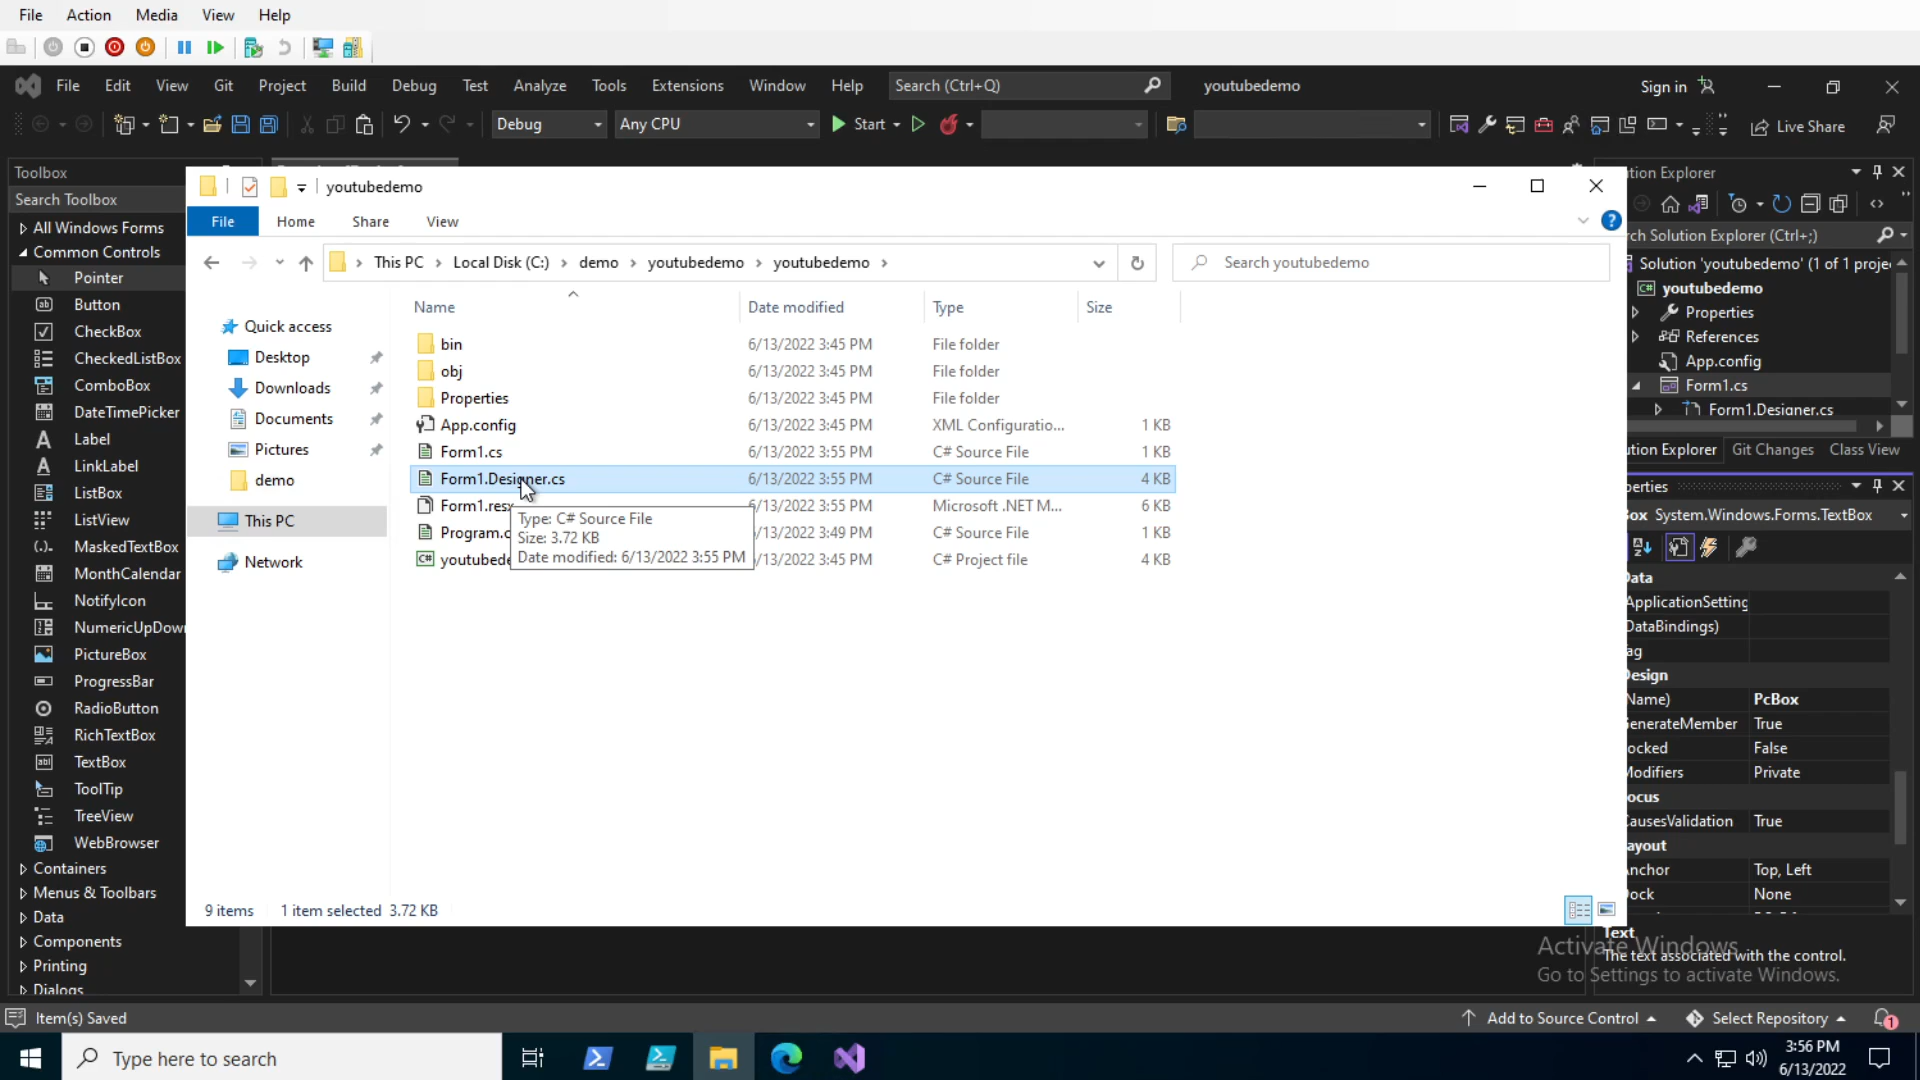 File Action Media View Help
File Edit View Git Project Build Debug Test Analyze Tools Extensions Window Help Search (Ctrl+Q) youtubedemo Sign in
Debug Any CPU Start Live Share
Toolbox
Search Toolbox
All Windows Forms
Common Controls
Pointer
Button
CheckBox
CheckedListBox
ComboBox
DateTimePicker
Label
LinkLabel
ListBox
ListView
MaskedTextBox
MonthCalendar
NotifyIcon
NumericUpDow
PictureBox
ProgressBar
RadioButton
RichTextBox
TextBox
ToolTip
TreeView
WebBrowser
Containers
Menus & Toolbars
Data
Components
Printing
Dialogs
youtubedemo
File Home Share View
This PC Local Disk (C:) demo youtubedemo youtubedemo Search youtubedemo
Quick access
Desktop
Downloads
Documents
Pictures
demo
This PC
Network
Name Date modified Type Size
bin 6/13/2022 3:45 PM File folder
obj 6/13/2022 3:45 PM File folder
Properties 6/13/2022 3:45 PM File folder
App.config 6/13/2022 3:45 PM XML Configuratio... 1 KB
Form1.cs 6/13/2022 3:55 PM C# Source File 1 KB
Form1.Designer.cs 6/13/2022 3:55 PM C# Source File 4 KB
Form1.res 6/13/2022 3:55 PM Microsoft .NET M... 6 KB
Program.c /13/2022 3:49 PM C# Source File 1 KB
youtubede /13/2022 3:45 PM C# Project file 4 KB
Type: C# Source File
Size: 3.72 KB
Date modified: 6/13/2022 3:55 PM
9 items 1 item selected 3.72 KB
ution Explorer
rch Solution Explorer (Ctrl+;)
Solution 'youtubedemo' (1 of 1 proje
youtubedemo
Properties
References
App.config
Form1.cs
Form1.Designer.cs
ution Explorer Git Changes Class View
perties
Box System.Windows.Forms.TextBox
Data
ApplicationSetting
DataBindings)
ag
Design
Name) PcBox
GenerateMember True
ocked False
Modifiers Private
ocus
CausesValidation True
ayout
nchor Top, Left
ock None
Text
The text associated with the control.
Activate Windows
Go to Settings to activate Windows.
Item(s) Saved Add to Source Control Select Repository 1
Type here to search 3:56 PM
6/13/2022